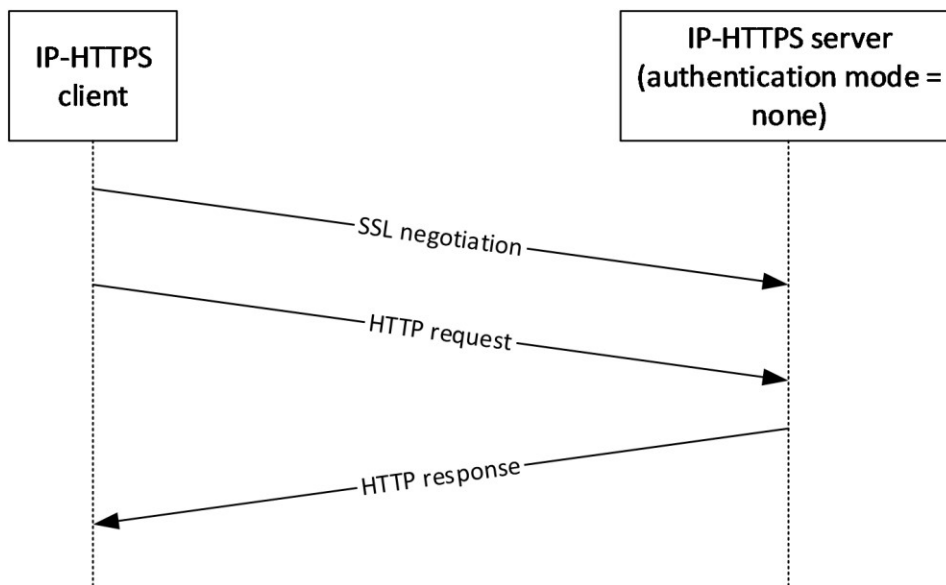 IP-HTTPS
client
IP-HTTPS server
(authentication mode =
none)
SSL negotiation
HTTP request
HTTP response